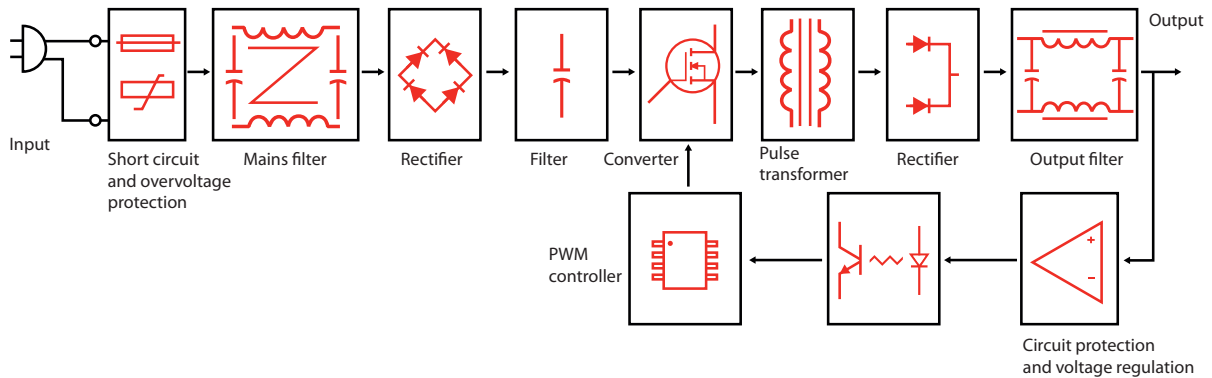 Output
Input
Short circuit
and overvoltage
protection
Mains filter
Rectifier
Filter
Converter
Pulse
transformer
Rectifier
Output filter
PWM
controller
+
-
Circuit protection
and voltage regulation